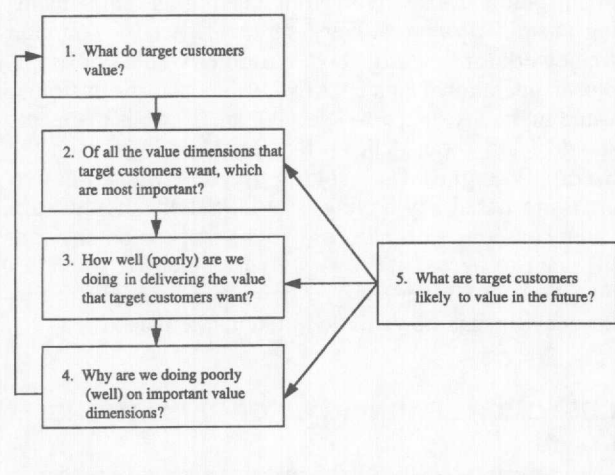 1. What do target customers
value?
2. Of all the value dimensions that
target customers want, which
are most important?
3. How well (poorly) are we
doing in delivering the value
that target customers want?
5. What are target customers
likely to value in the future?
4. Why are we doing poorly
(well) on important value
dimensions?